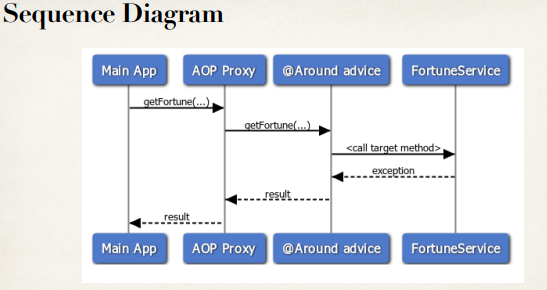 Sequence Diagram
Main App AOP Proxy @Around advice FortuneService
getFortune(...)
getFortune(...)
<call target method>
exception
result
result
Main App AOP Proxy @Around advice FortuneService